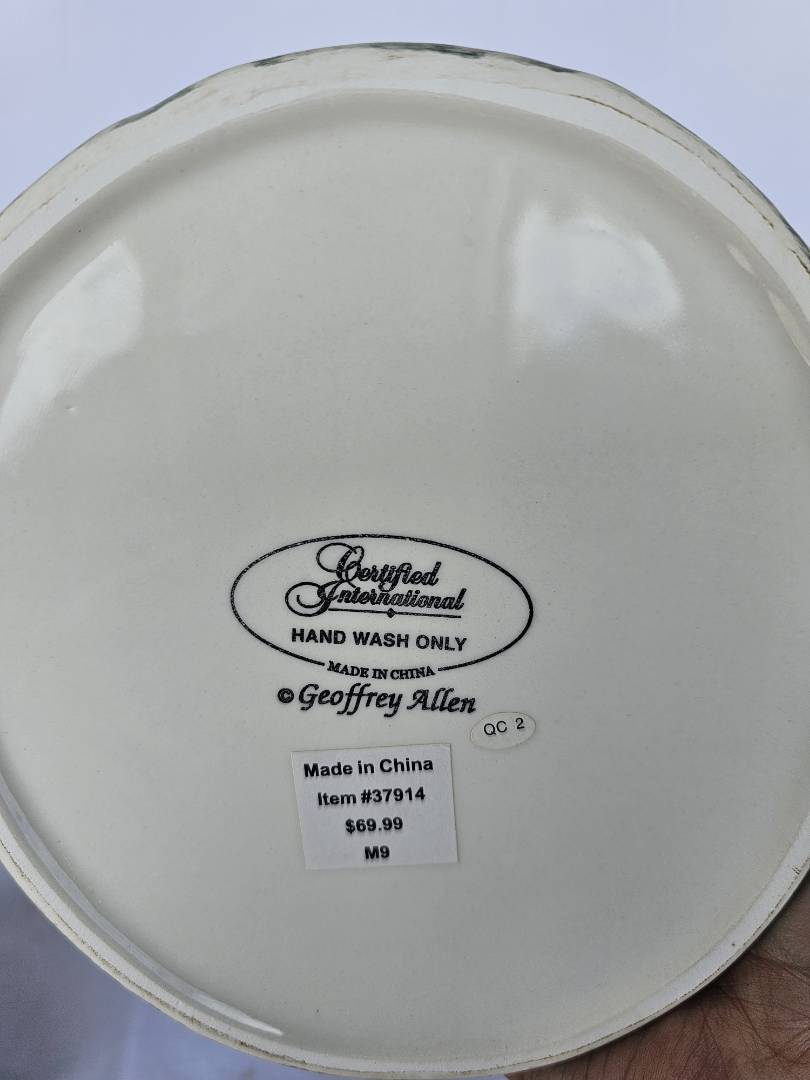 Certified
International
HAND WASH ONLY
MADE IN CHINA
© Geoffrey Allen
QC 2
Made in China
Item #37914
$69.99
M9